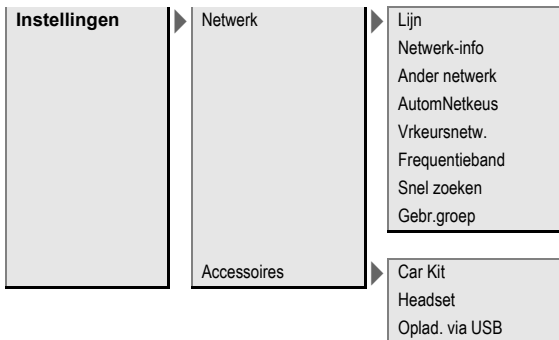 Instellingen
Netwerk
Lijn
Netwerk-info
Ander netwerk
AutomNetkeus
Vrkeursnetw.
Frequentieband
Snel zoeken
Gebr.groep
Accessoires
Car Kit
Headset
Oplad. via USB